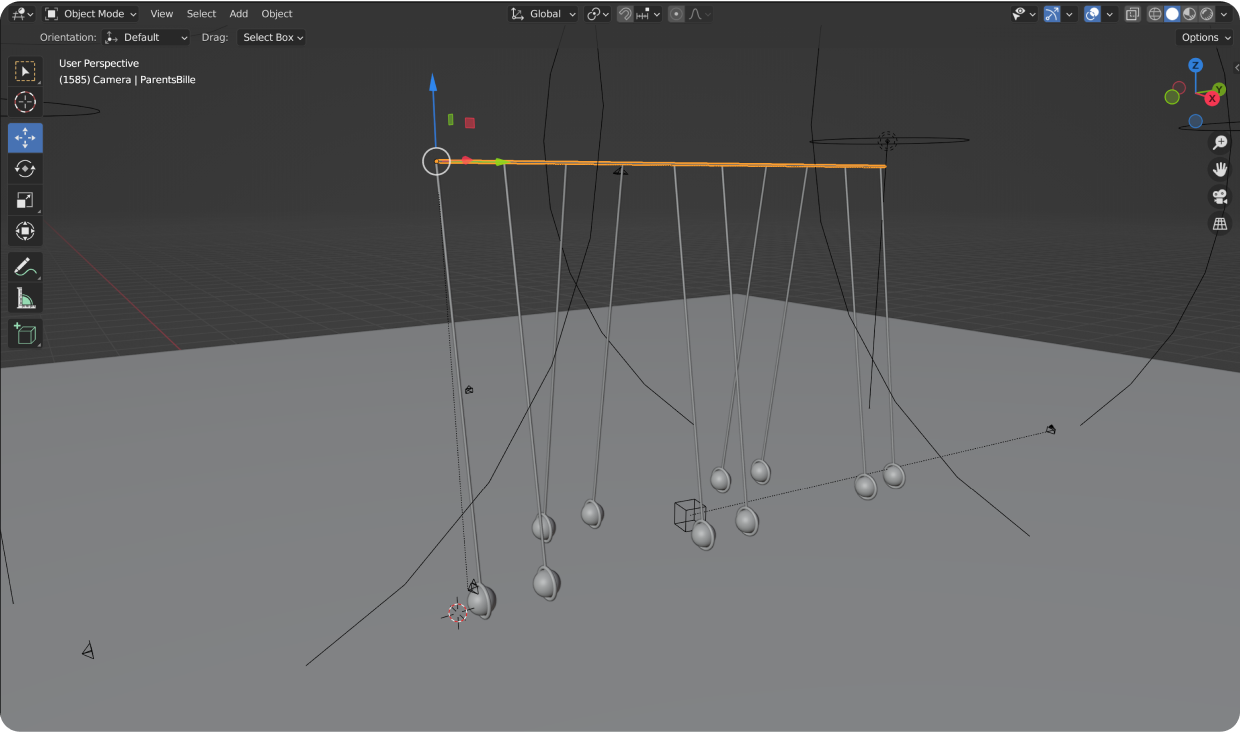 Object Mode View Select Add Object Global
Orientation: Default Drag: Select Box Options
User Perspective
(1585) Camera | ParentsBille
Z
Y
X